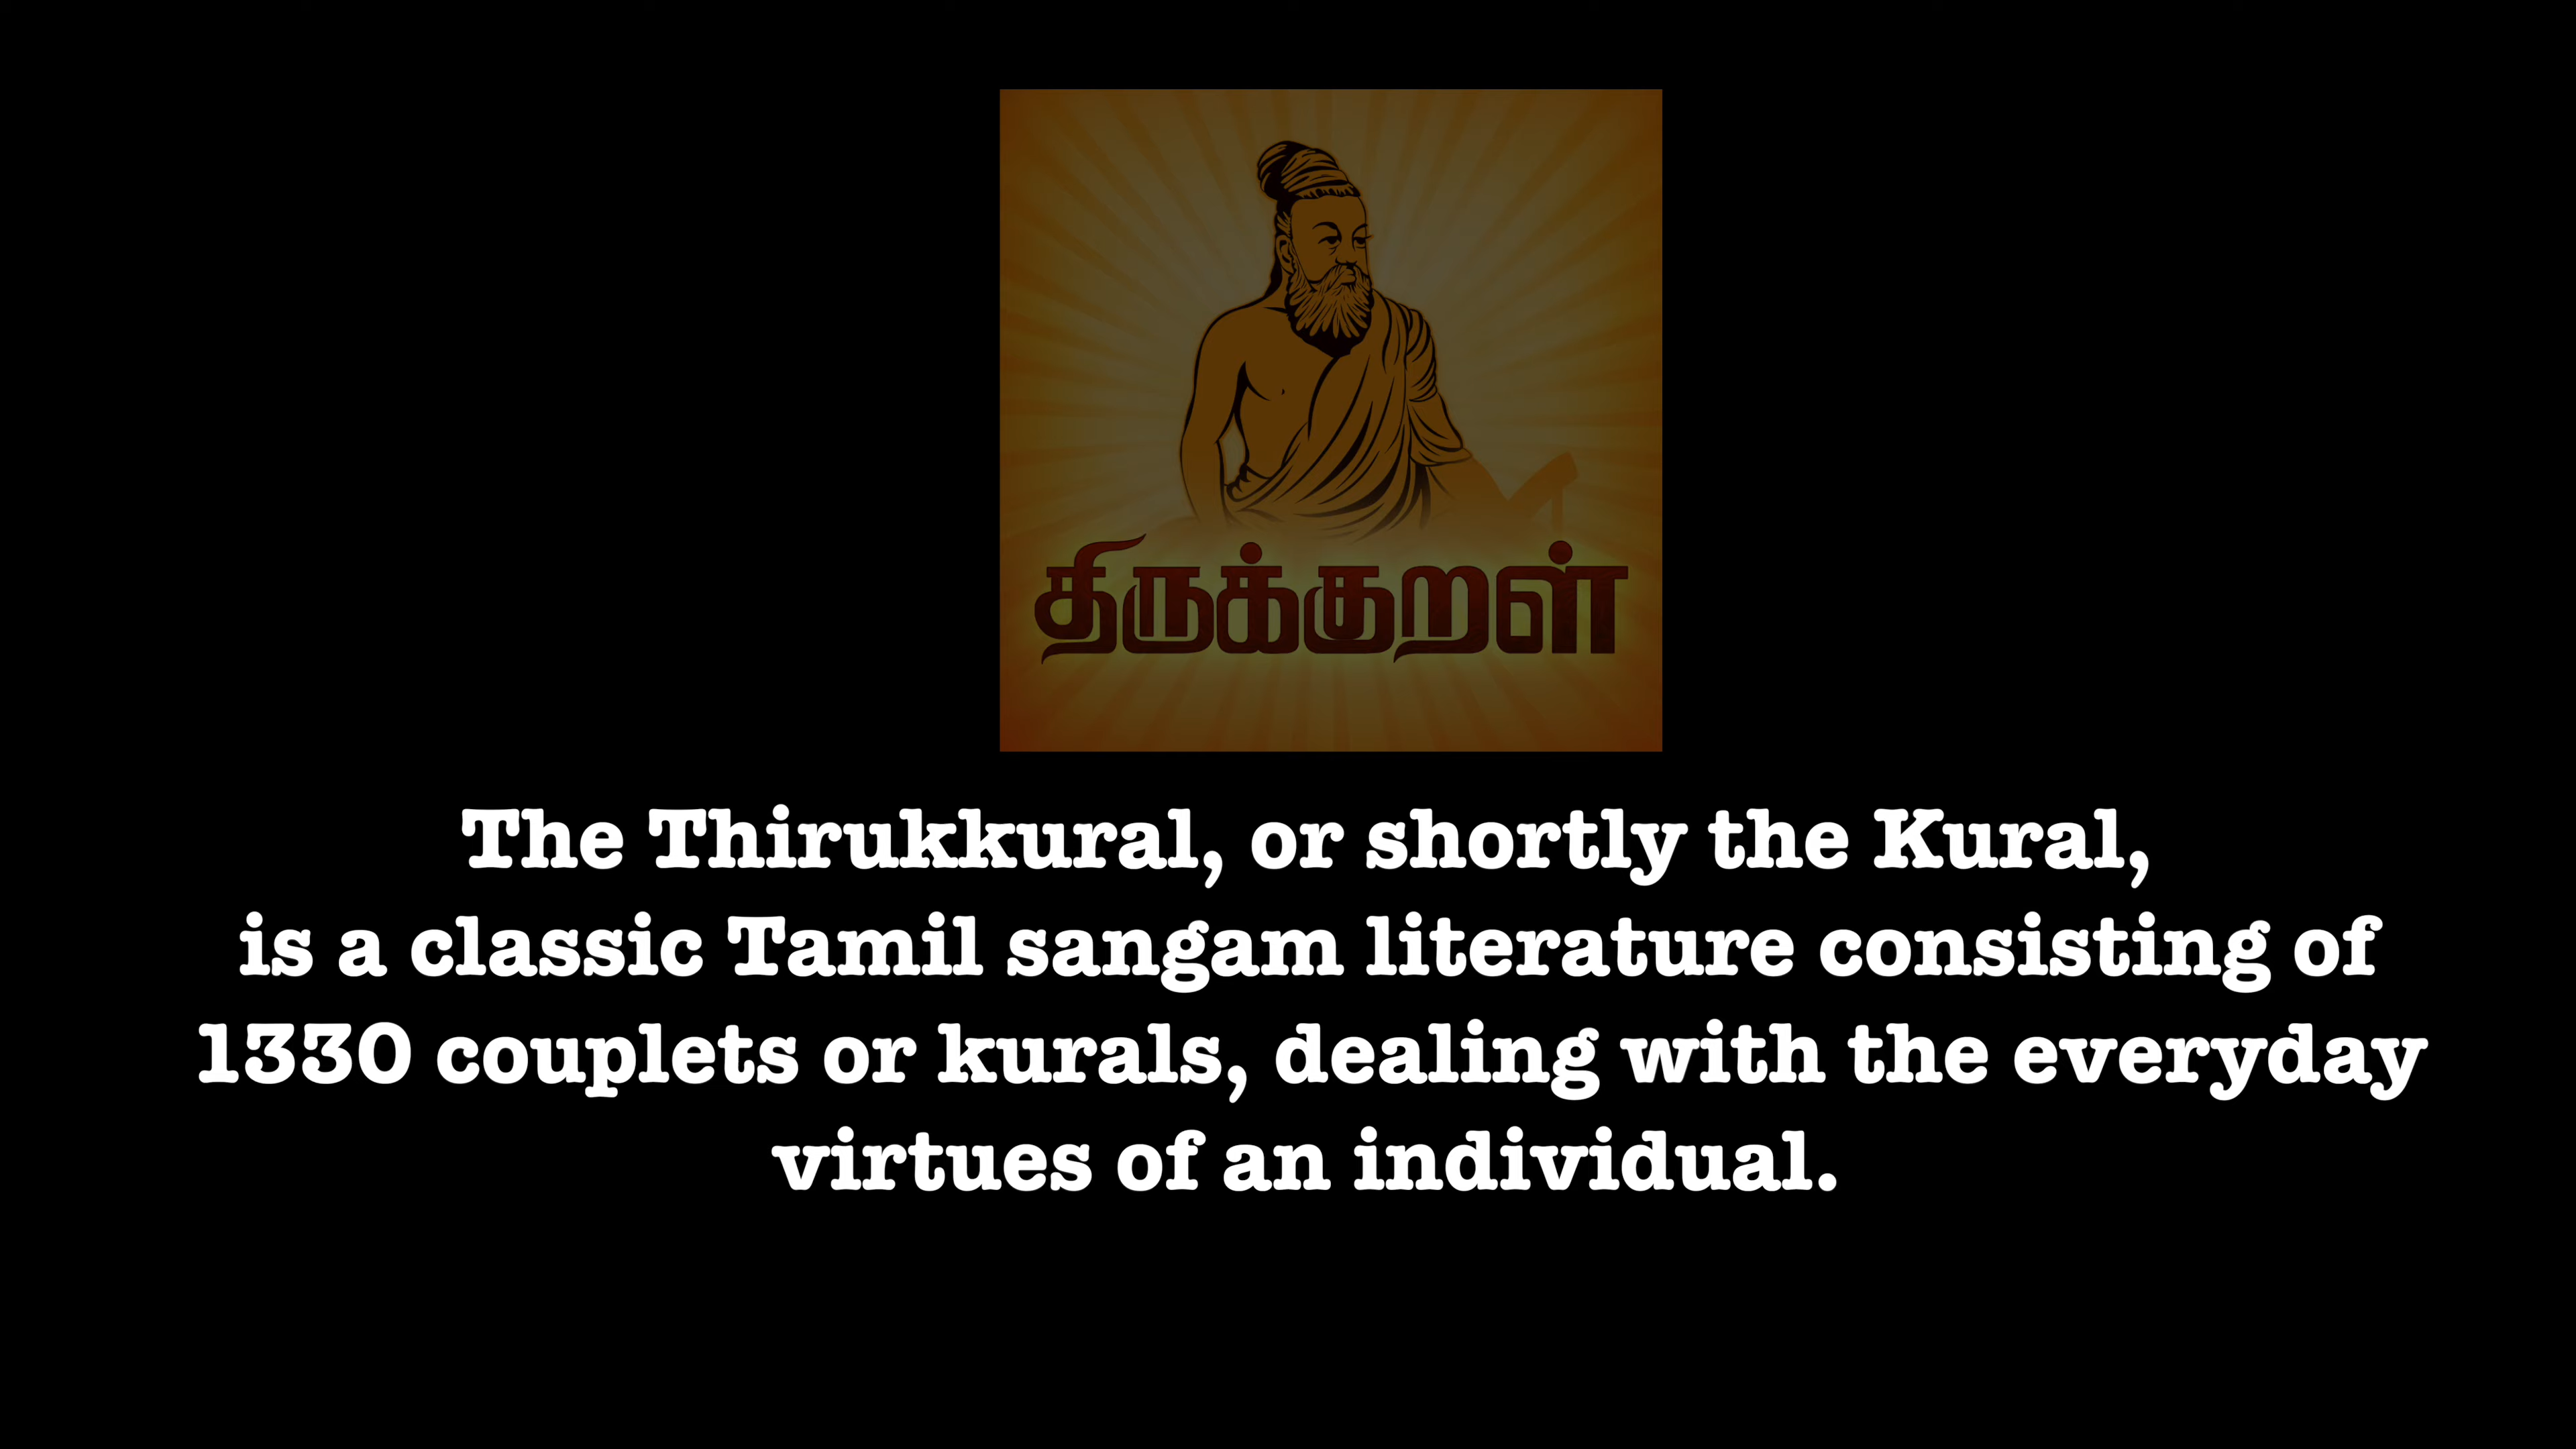 திருக்குறள்
The Thirukkural, or shortly the Kural,
is a classic Tamil sangam literature consisting of
1330 couplets or kurals, dealing with the everyday
virtues of an individual.